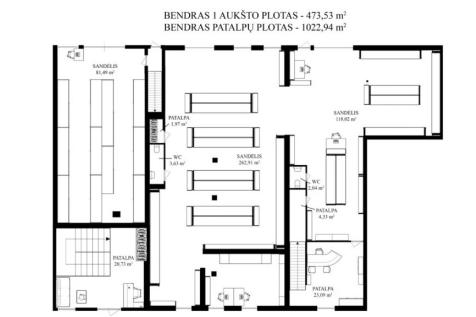 BENDRAS 1 AUKŠTO PLOTAS - 473,53 m²
BENDRAS PATALPŲ PLOTAS - 1022,94 m²
SANDĖLIS
81,49 m²
PATALPA
1,97 m²
WC
3,63 m²
SANDĖLIS
262,91 m²
SANDĖLIS
118,02 m²
WC
2,04 m²
PATALPA
4,35 m²
PATALPA
20,73 m²
PATALPA
23,09 m²